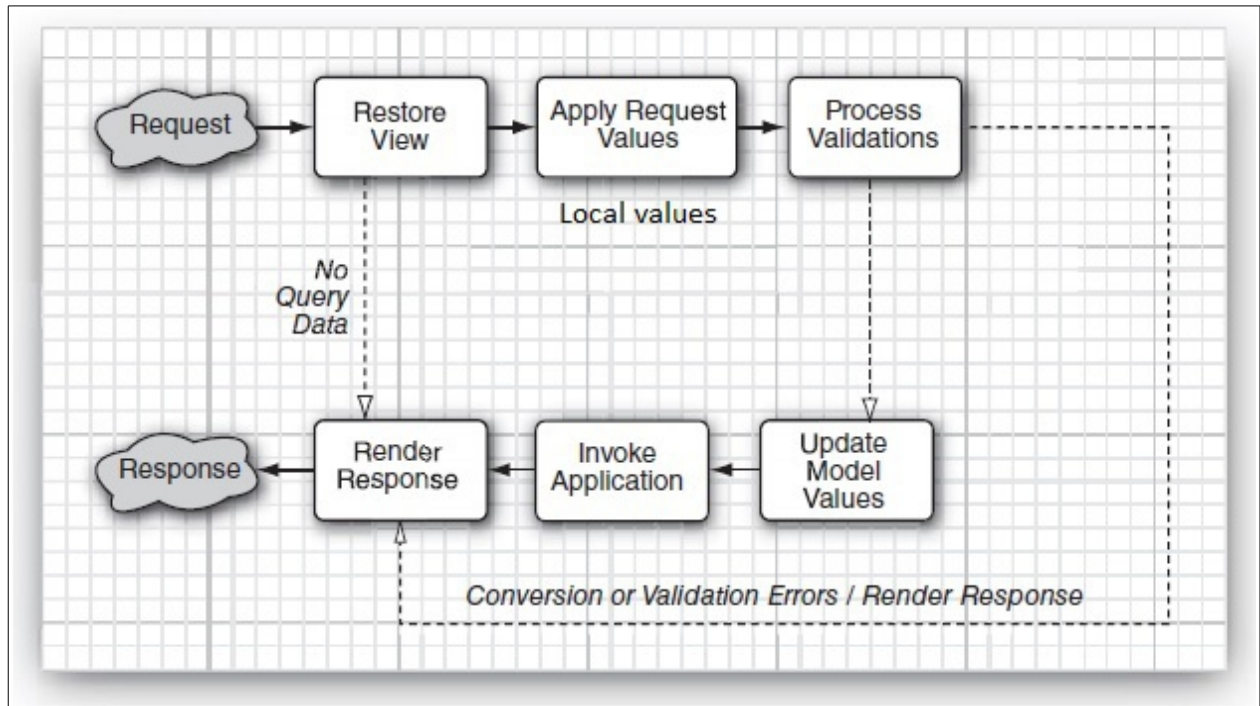 Request
Restore
View
Apply Request
Values
Process
Validations
Local values
No
Query
Data
Response
Render
Response
Invoke
Application
Update
Model
Values
Conversion or Validation Errors / Render Response